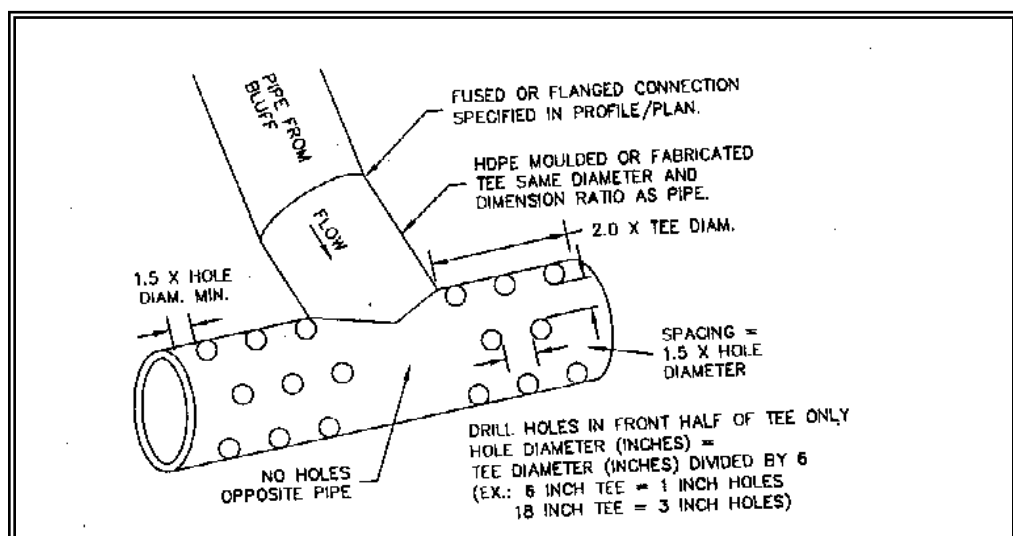 PIPE FROM
BLUFF
FUSED OR FLANGED CONNECTION
SPECIFIED IN PROFILE/PLAN.
HDPE MOULDED OR FABRICATED
TEE SAME DIAMETER AND
DIMENSION RATIO AS PIPE.
FLOW
2.0 X TEE DIAM.
1.5 X HOLE
DIAM. MIN.
SPACING =
1.5 X HOLE
DIAMETER
NO HOLES
OPPOSITE PIPE
DRILL HOLES IN FRONT HALF OF TEE ONLY
HOLE DIAMETER (INCHES) =
TEE DIAMETER (INCHES) DIVIDED BY 6
(EX.: 6 INCH TEE = 1 INCH HOLES
18 INCH TEE = 3 INCH HOLES)